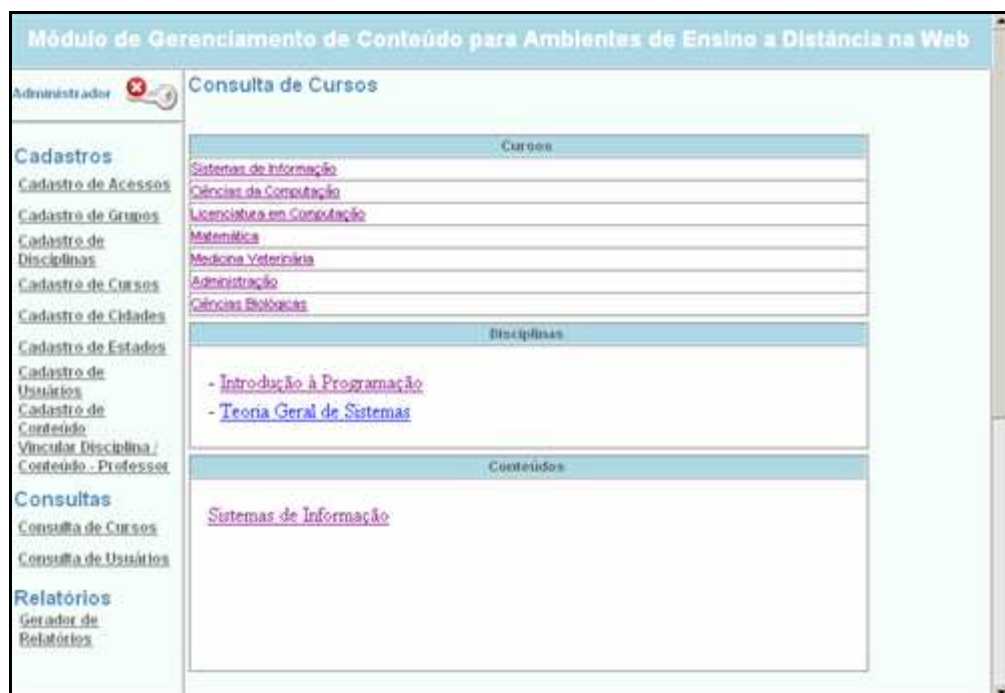 Módulo de Gerenciamento de Conteúdo para Ambientes de Ensino a Distância na Web
Administrador
Cadastros
Cadastro de Acessos
Cadastro de Grupos
Cadastro de
Disciplinas
Cadastro de Cursos
Cadastro de Cidades
Cadastro de Estados
Cadastro de
Usuários
Cadastro de
Conteúdo
Vincular Disciplina /
Conteúdo - Professor
Consultas
Consulta de Cursos
Consulta de Usuários
Relatórios
Gerador de
Relatórios
Consulta de Cursos
Cursos
Sistemas de Informação
Ciências da Computação
Licenciatura em Computação
Matemática
Medicina Veterinária
Administração
Ciências Biológicas
Disciplinas
- Introdução à Programação
- Teoria Geral de Sistemas
Conteúdos
Sistemas de Informação